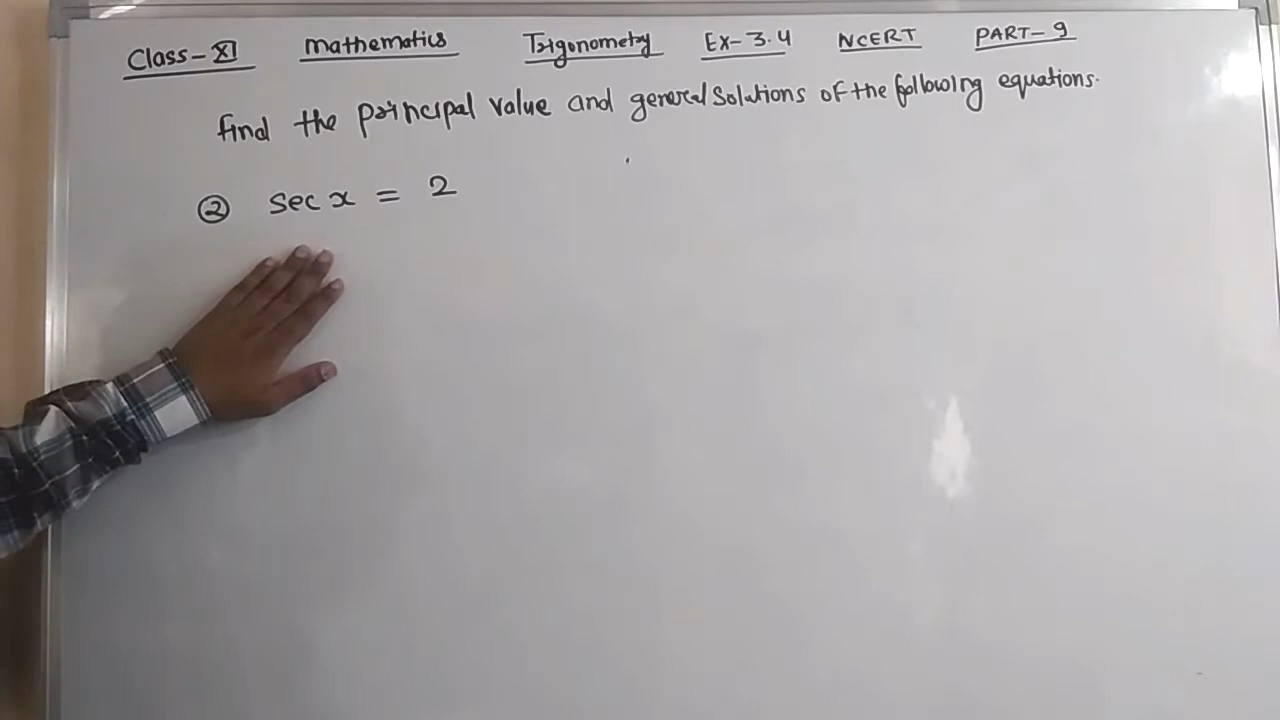 Class-XI Mathematics Trigonometry Ex-3.4 NCERT PART-9
Find the principal value and general solutions of the following equations.
② sec x = 2